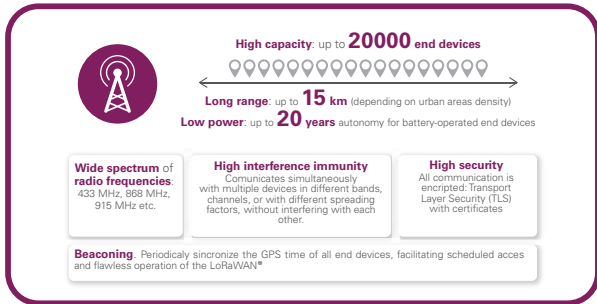 High capacity: up to 20000 end devices
Long range: up to 15 km (depending on urban areas density)
Low power: up to 20 years autonomy for battery-operated end devices
Wide spectrum of
radio frequencies:
433 MHz, 868 MHz,
915 MHz etc.
High interference immunity
Comunicates simultaneously
with multiple devices in different bands,
channels, or with different spreading
factors, without interfering with each
other.
High security
All communication is
encripted: Transport
Layer Security (TLS)
with certificates
Beaconing. Periodicaly sincronize the GPS time of all end devices, facilitating scheduled acces
and flawless operation of the LoRaWAN®